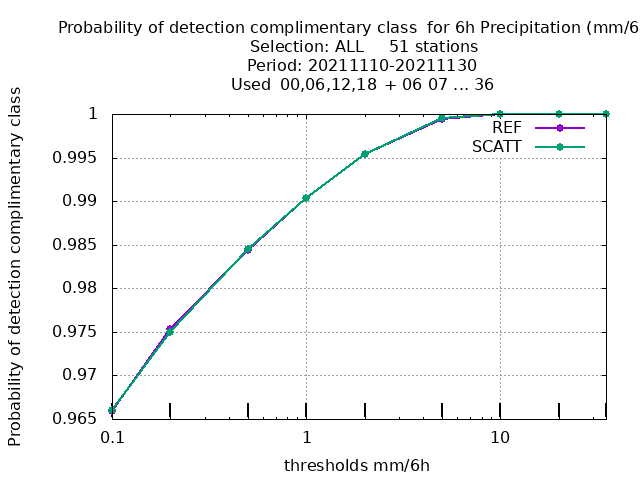 Probability of detection complimentary class  for 6h Precipitation (mm/6
Selection: ALL     51 stations
Period: 20211110-20211130
Used  00,06,12,18  + 06 07 ... 36
Probability of detection complimentary class
1
0.995
0.99
0.985
0.98
0.975
0.97
0.965
REF
SCATT
0.1
1
10
thresholds mm/6h